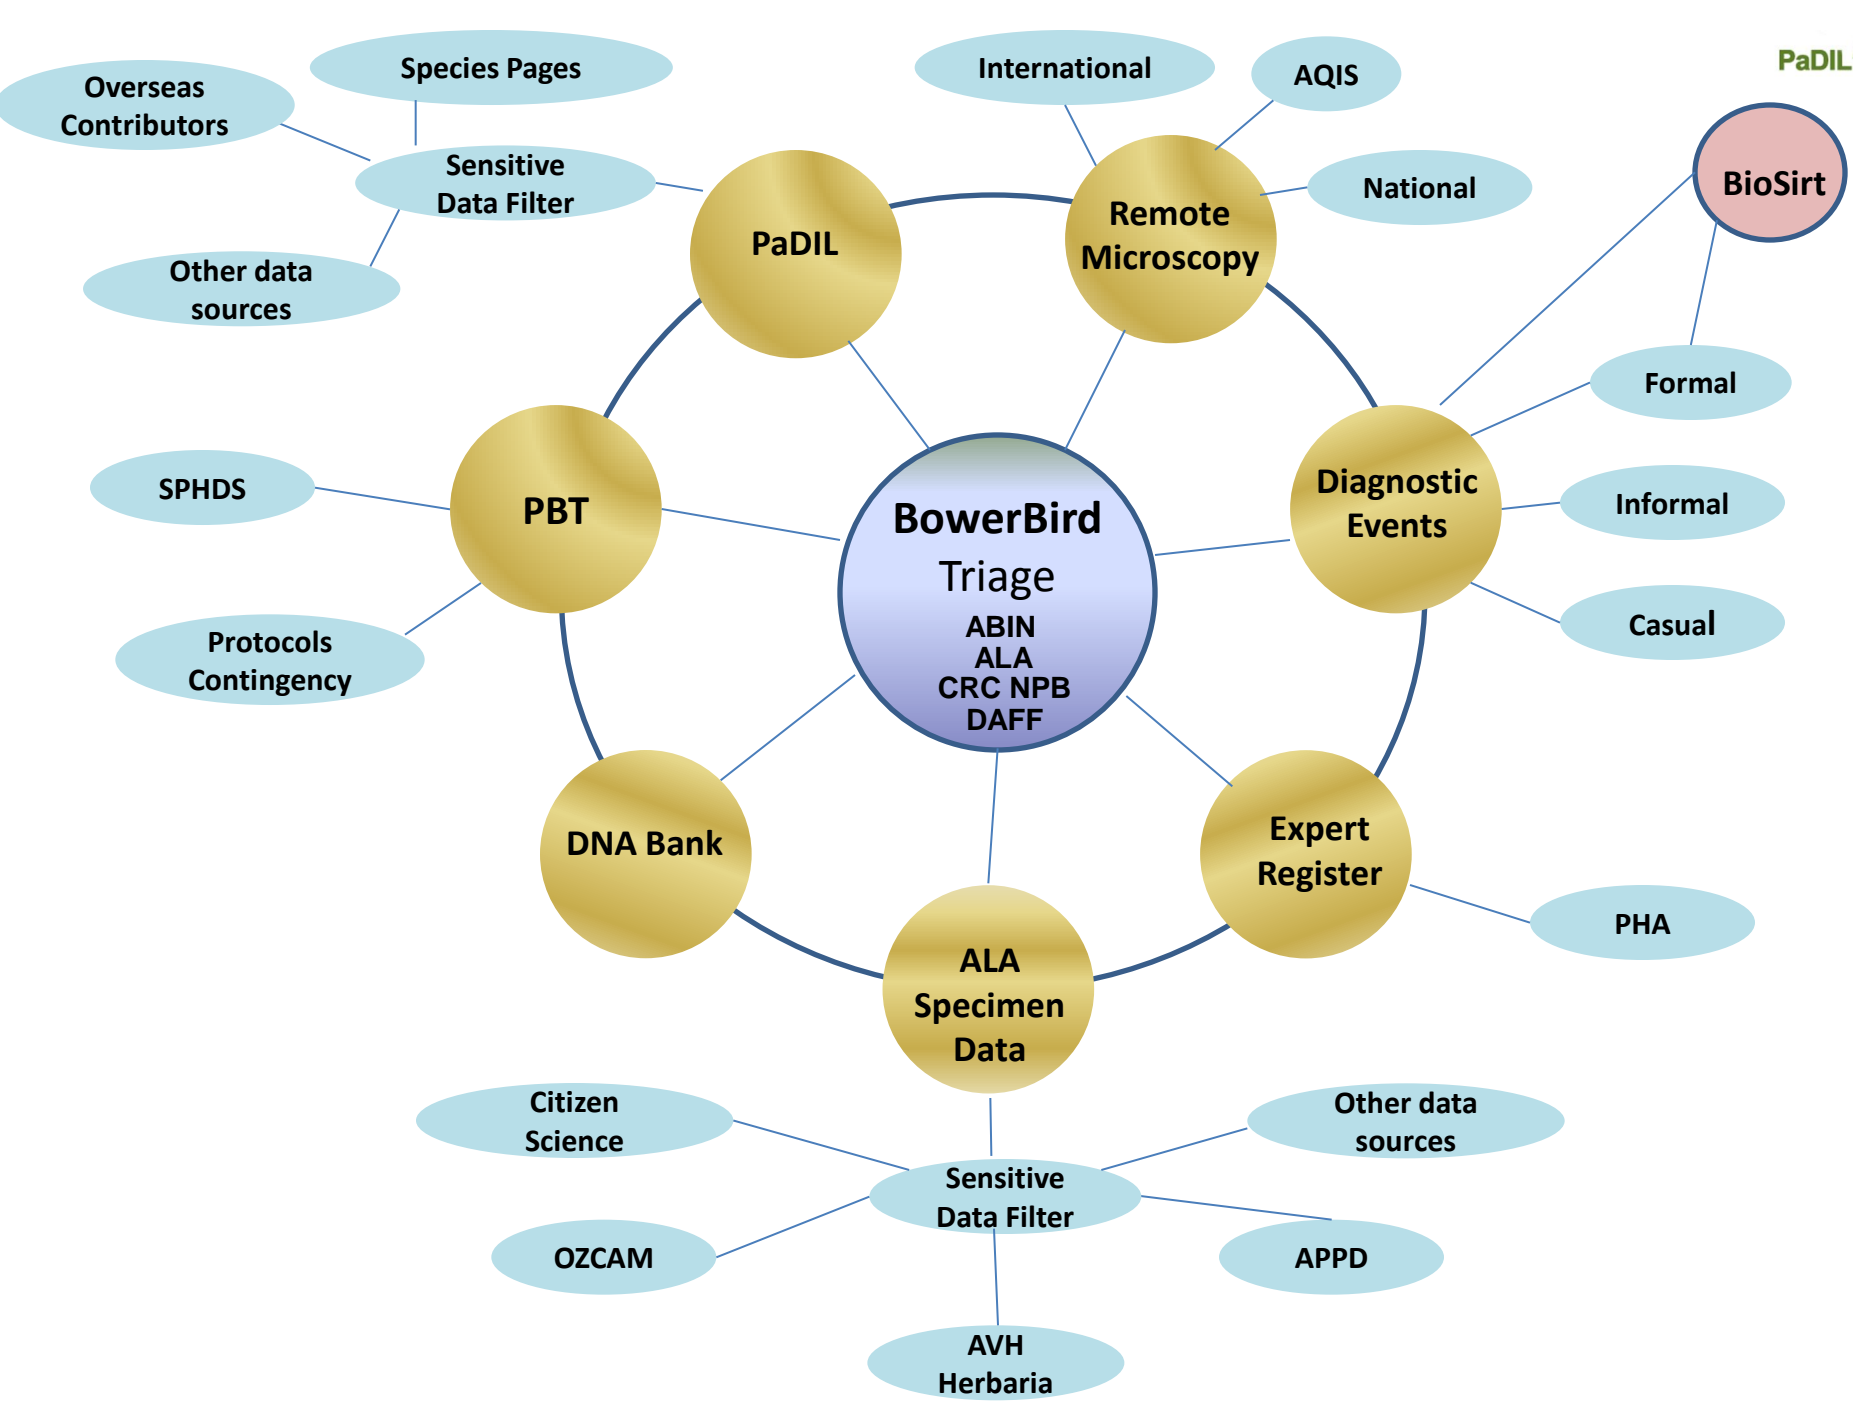 PaDIL
Species Pages
International
AQIS
Overseas
Contributors
Sensitive
Data Filter
National
BioSirt
Remote
Microscopy
PaDIL
Other data
sources
Formal
SPHDS
PBT
BowerBird
Triage
ABIN
ALA
CRC NPB
DAFF
Diagnostic
Events
Informal
Casual
Protocols
Contingency
DNA Bank
Expert
Register
PHA
ALA
Specimen
Data
Citizen
Science
Other data
sources
Sensitive
Data Filter
OZCAM
APPD
AVH
Herbaria